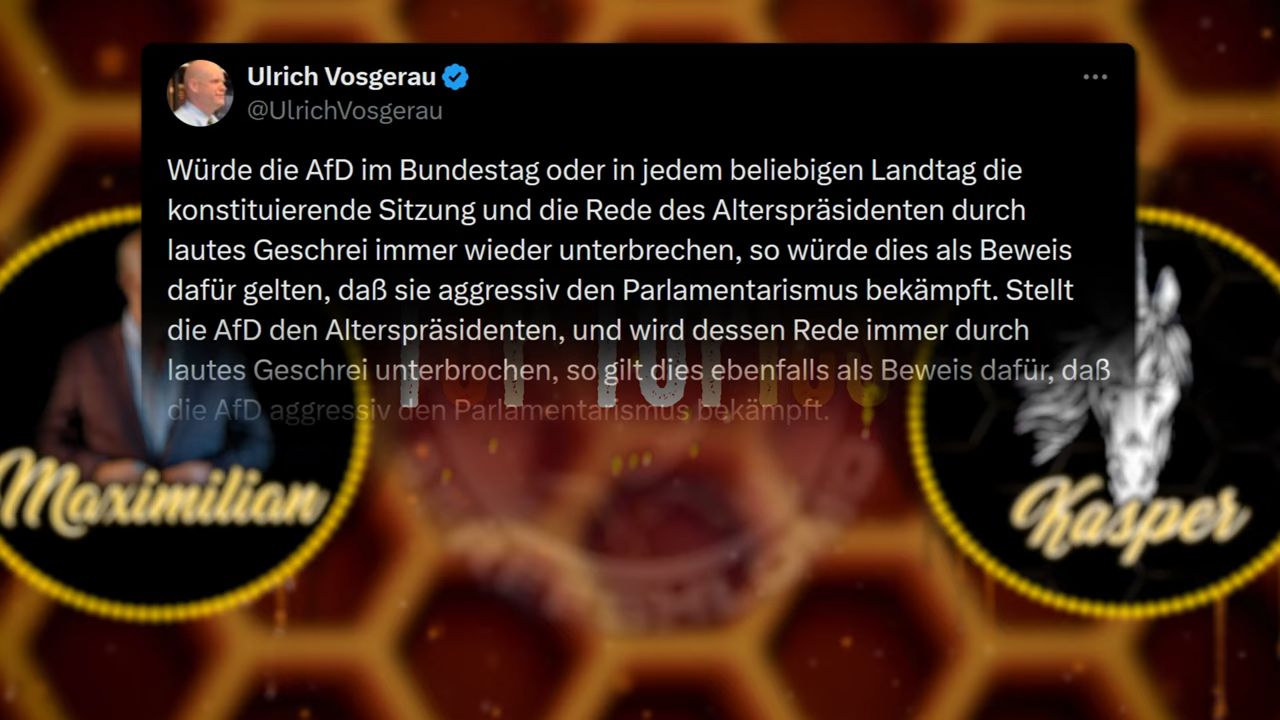 Ulrich Vosgerau
@UlrichVosgerau
Würde die AfD im Bundestag oder in jedem beliebigen Landtag die
konstituierende Sitzung und die Rede des Alterspräsidenten durch
lautes Geschrei immer wieder unterbrechen, so würde dies als Beweis
dafür gelten, daß sie aggressiv den Parlamentarismus bekämpft. Stellt
die AfD den Alterspräsidenten, und wird dessen Rede immer durch
lautes Geschrei unterbrochen, so gilt dies ebenfalls als Beweis dafür, daß
die AfD aggressiv den Parlamentarismus bekämpft.
Maximilian
Kasper